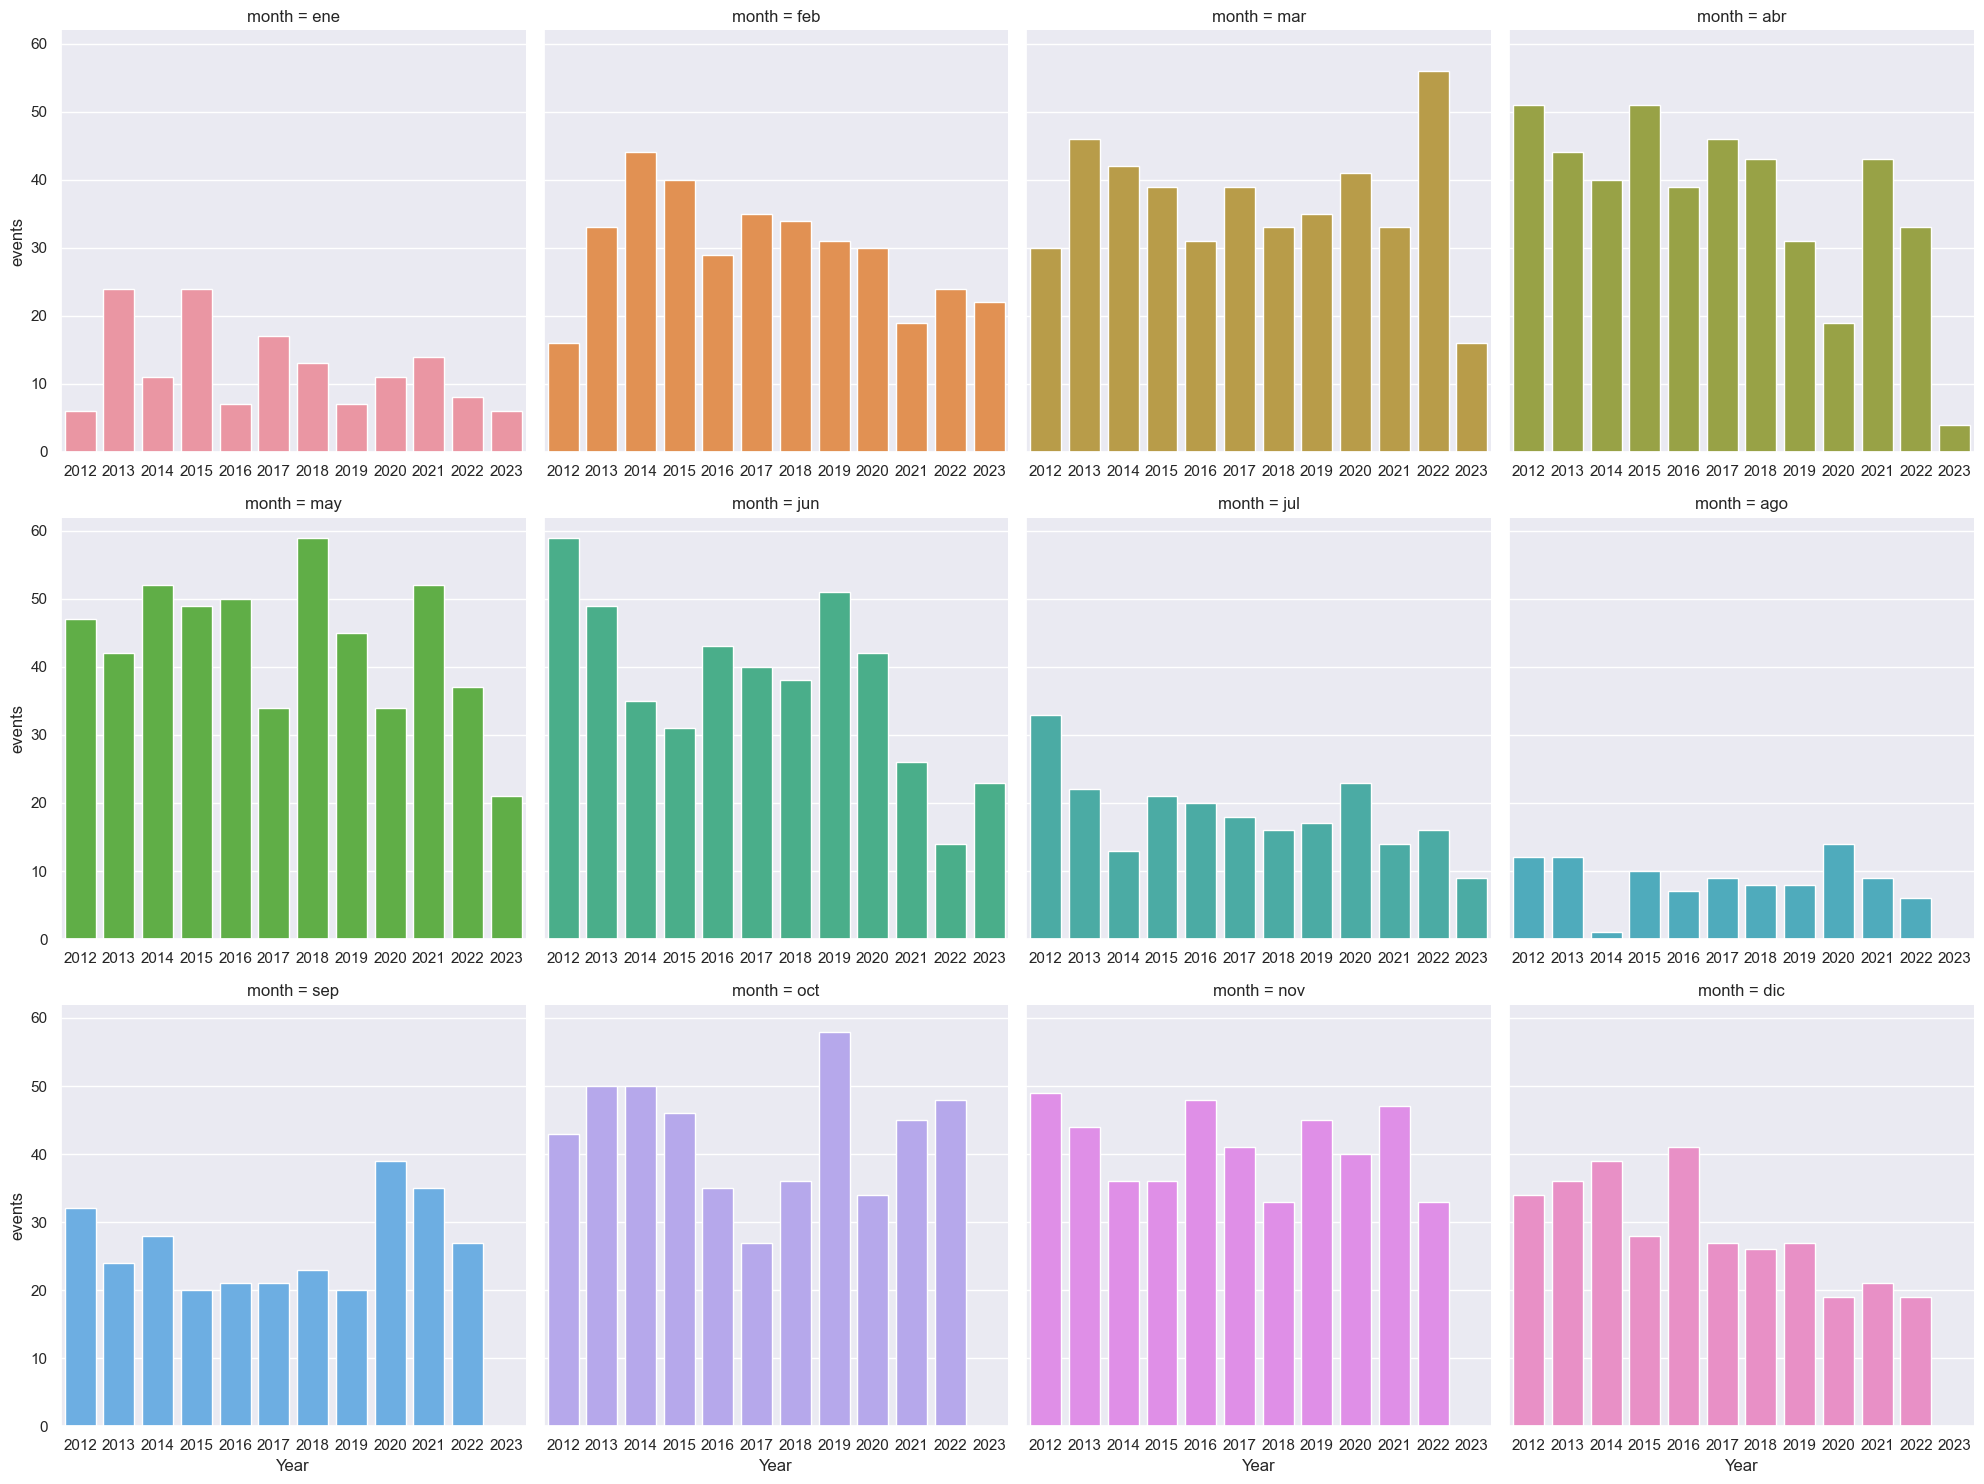 month = ene
month = feb
month = mar
month = abr
events
60
50
40
30
20
10
0
2012 2013 2014 2015 2016 2017 2018 2019 2020 2021 2022 2023
2012 2013 2014 2015 2016 2017 2018 2019 2020 2021 2022 2023
2012 2013 2014 2015 2016 2017 2018 2019 2020 2021 2022 2023
2012 2013 2014 2015 2016 2017 2018 2019 2020 2021 2022 2023
month = may
month = jun
month = jul
month = ago
events
60
50
40
30
20
10
0
2012 2013 2014 2015 2016 2017 2018 2019 2020 2021 2022 2023
2012 2013 2014 2015 2016 2017 2018 2019 2020 2021 2022 2023
2012 2013 2014 2015 2016 2017 2018 2019 2020 2021 2022 2023
2012 2013 2014 2015 2016 2017 2018 2019 2020 2021 2022 2023
month = sep
month = oct
month = nov
month = dic
events
60
50
40
30
20
10
0
2012 2013 2014 2015 2016 2017 2018 2019 2020 2021 2022 2023
2012 2013 2014 2015 2016 2017 2018 2019 2020 2021 2022 2023
2012 2013 2014 2015 2016 2017 2018 2019 2020 2021 2022 2023
2012 2013 2014 2015 2016 2017 2018 2019 2020 2021 2022 2023
Year
Year
Year
Year